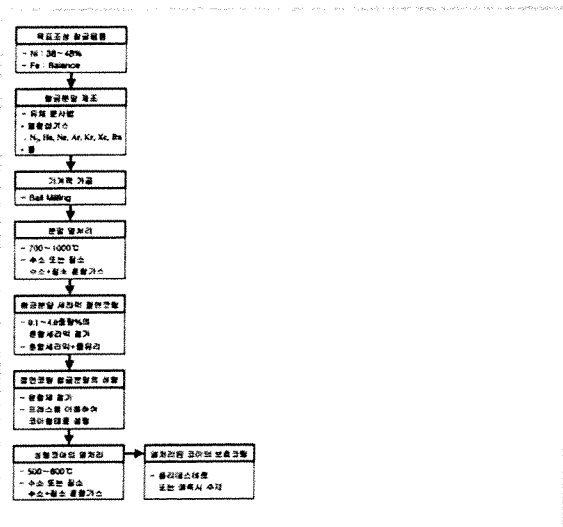 목표조성 합금용융
- Ni : 38~48%
- Fe : Balance
합금분말 제조
- 유체 분사법
- 불활성가스
: N₂, He, Ne, Ar, Kr, Xe, Rn
- 물
기계적 가공
- Ball Milling
분말 열처리
- 700~1000℃
- 수소 또는 질소
수소+질소 혼합가스
합금분말 세라믹 절연코팅
- 0.1~4.0중량%의
혼합세라믹 첨가
- 혼합세라믹+물유리
절연코팅 합금분말의 성형
- 윤활제 첨가
- 프레스를 이용하여
코아형태로 성형
성형코아의 열처리
- 500~800℃
- 수소 또는 질소
수소+질소 혼합가스
열처리된 코아의 보호코팅
- 폴리에스테르
또는 에폭시 수지